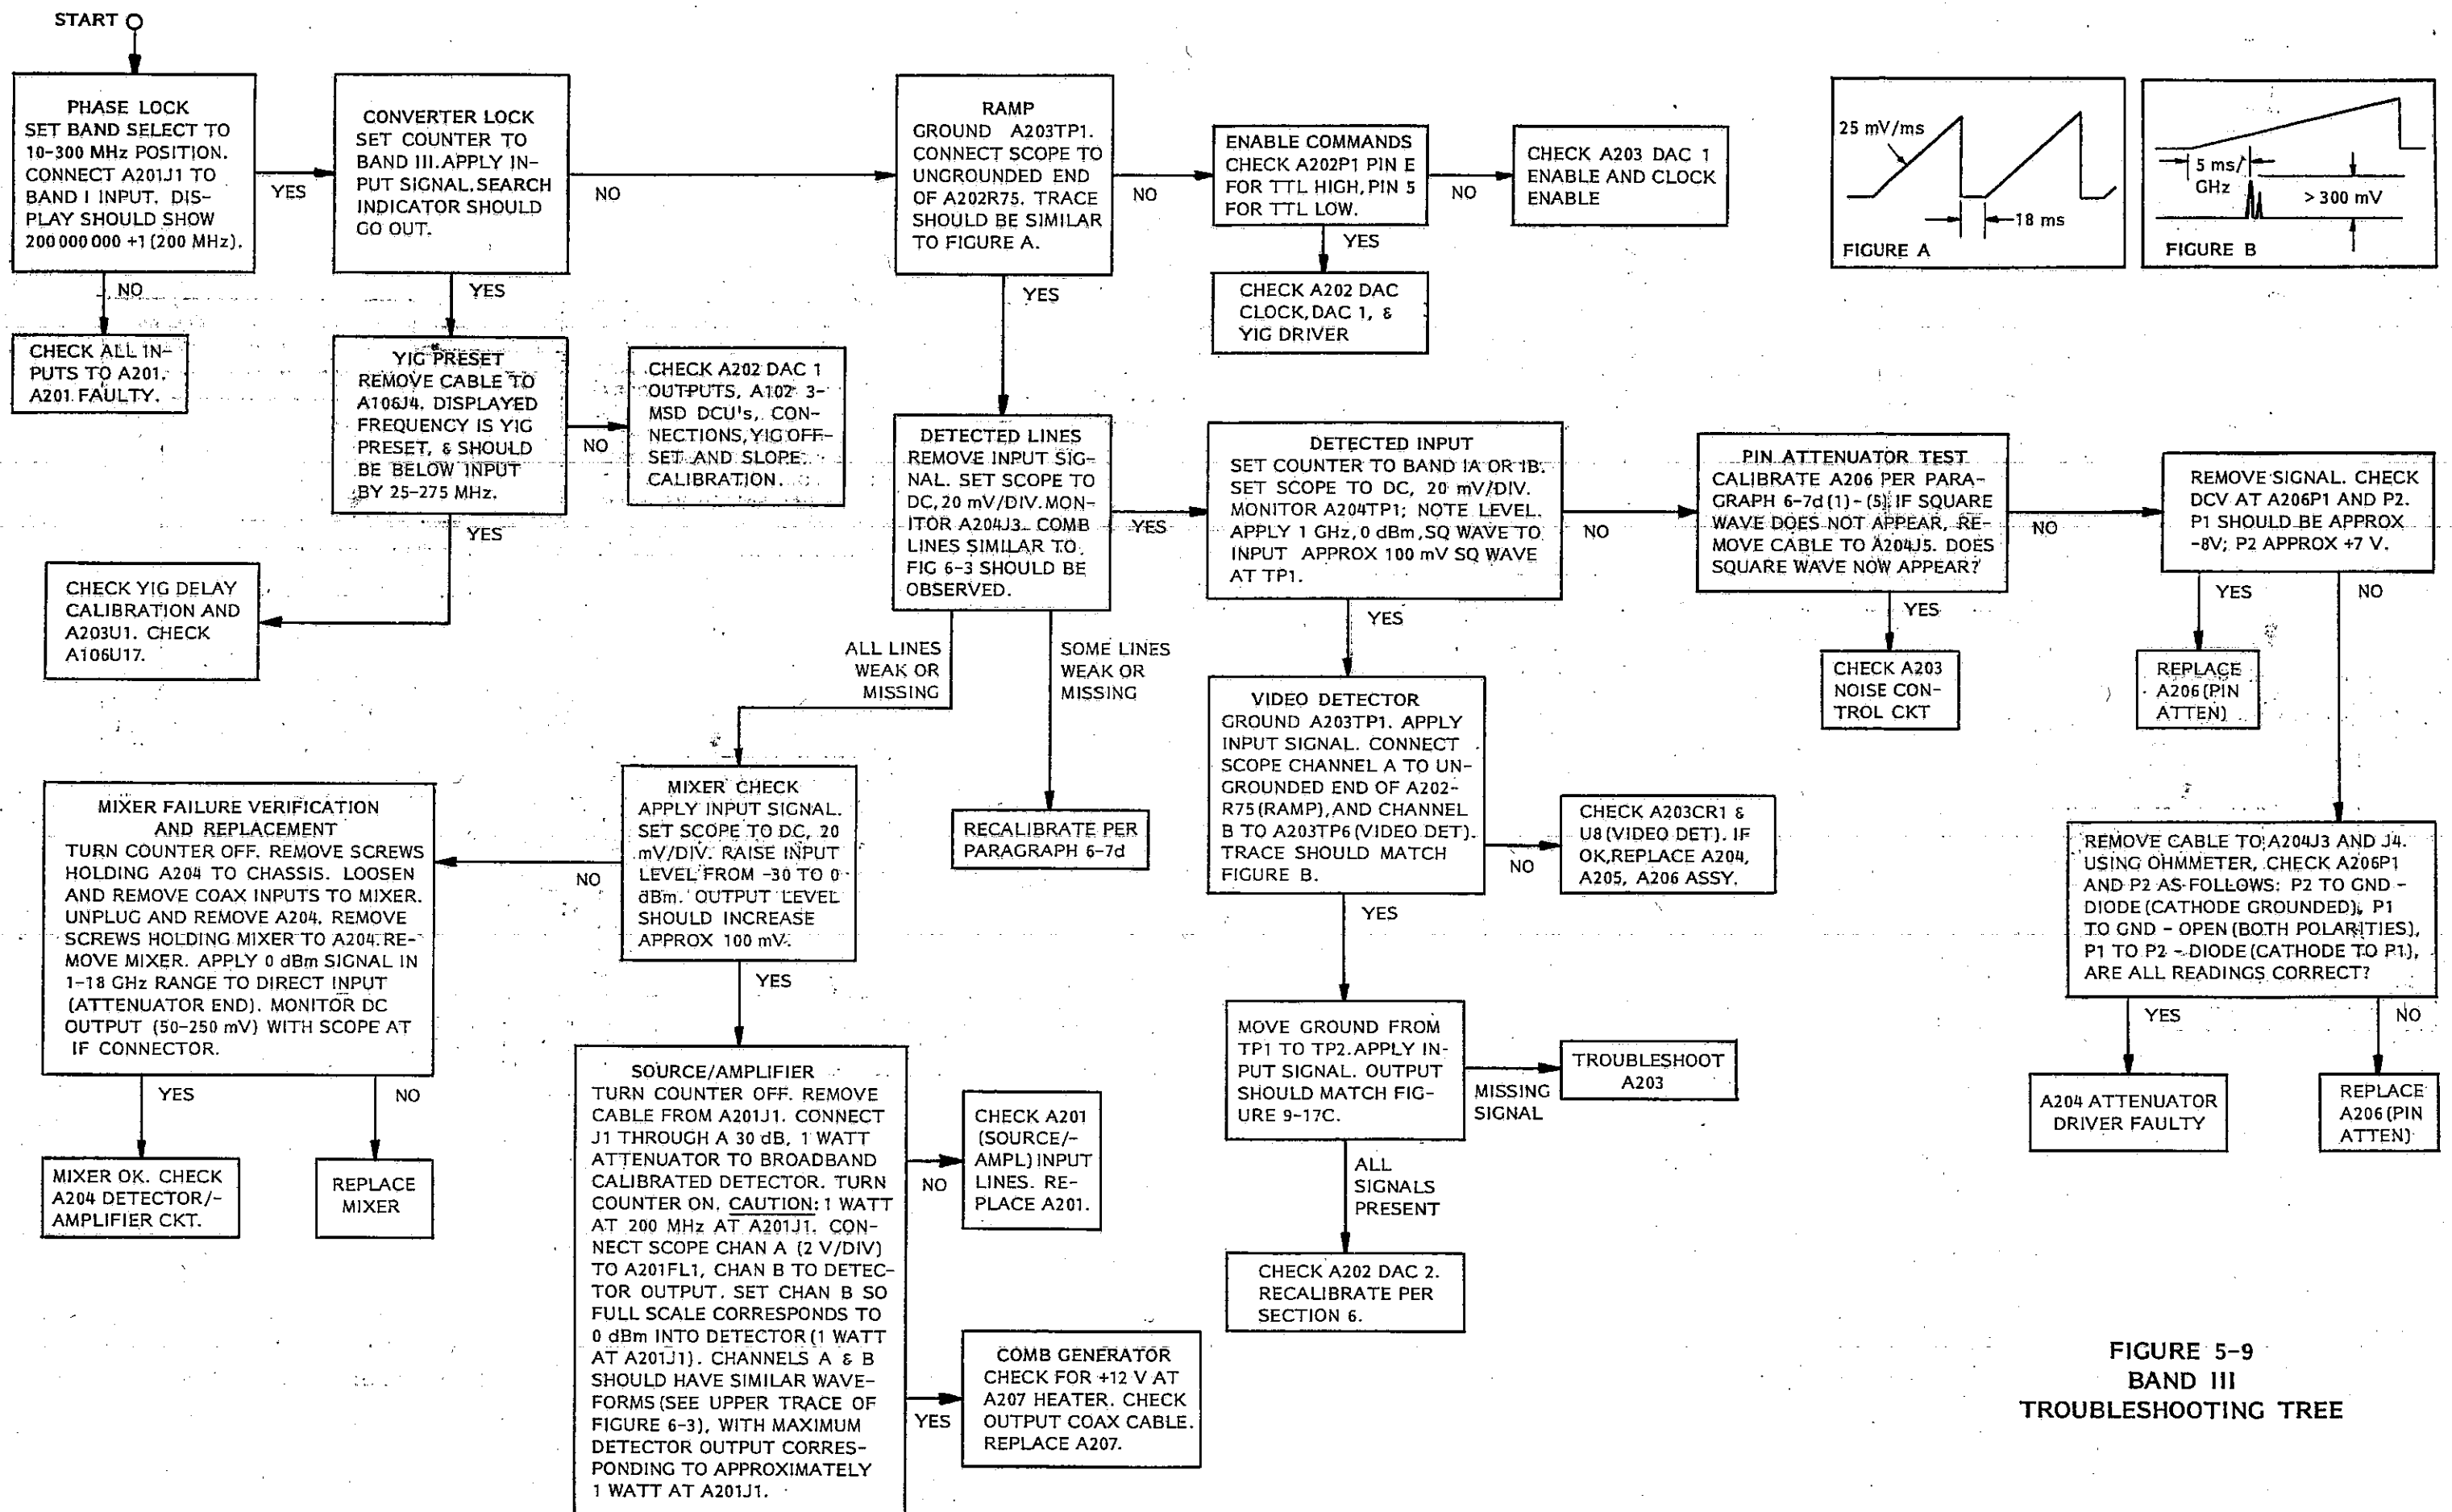 START
PHASE LOCK
SET BAND SELECT TO
10-300 MHz POSITION.
CONNECT A201J1 TO
BAND I INPUT. DIS-
PLAY SHOULD SHOW
200 000 000 +1 (200 MHz).
YES
NO
CHECK ALL IN-
PUTS TO A201.
A201 FAULTY.
CONVERTER LOCK
SET COUNTER TO
BAND III. APPLY IN-
PUT SIGNAL, SEARCH
INDICATOR SHOULD
GO OUT.
NO
YES
YIG PRESET
REMOVE CABLE TO
A106J4. DISPLAYED
FREQUENCY IS YIG
PRESET, & SHOULD
BE BELOW INPUT
BY 25-275 MHz.
NO
YES
CHECK A202 DAC 1
OUTPUTS, A102 3-
MSD DCU's, CON-
NECTIONS, YIG OFF-
SET AND SLOPE
CALIBRATION.
CHECK YIG DELAY
CALIBRATION AND
A203U1. CHECK
A106U17.
RAMP
GROUND A203TP1.
CONNECT SCOPE TO
UNGROUNDED END
OF A202R75. TRACE
SHOULD BE SIMILAR
TO FIGURE A.
NO
YES
ENABLE COMMANDS
CHECK A202P1 PIN E
FOR TTL HIGH, PIN 5
FOR TTL LOW.
NO
YES
CHECK A203 DAC 1
ENABLE AND CLOCK
ENABLE
CHECK A202 DAC
CLOCK, DAC 1, &
YIG DRIVER
25 mV/ms
18 ms
FIGURE A
5 ms/
GHz
> 300 mV
FIGURE B
DETECTED LINES
REMOVE INPUT SIG-
NAL. SET SCOPE TO
DC, 20 mV/DIV. MON-
ITOR A204J3. COMB
LINES SIMILAR TO
FIG 6-3 SHOULD BE
OBSERVED.
YES
ALL LINES
WEAK OR
MISSING
SOME LINES
WEAK OR
MISSING
RECALIBRATE PER
PARAGRAPH 6-7d
DETECTED INPUT
SET COUNTER TO BAND IA OR IB.
SET SCOPE TO DC, 20 mV/DIV.
MONITOR A204TP1; NOTE LEVEL.
APPLY 1 GHz, 0 dBm, SQ WAVE TO
INPUT APPROX 100 mV SQ WAVE
AT TP1.
NO
YES
PIN ATTENUATOR TEST
CALIBRATE A206 PER PARA-
GRAPH 6-7d (1) - (5) IF SQUARE
WAVE DOES NOT APPEAR, RE-
MOVE CABLE TO A204J5. DOES
SQUARE WAVE NOW APPEAR?
NO
YES
CHECK A203
NOISE CON-
TROL CKT
REMOVE SIGNAL. CHECK
DCV AT A206P1 AND P2.
P1 SHOULD BE APPROX
-8V; P2 APPROX +7 V.
YES
NO
REPLACE
A206 (PIN
ATTEN)
REMOVE CABLE TO A204J3 AND J4.
USING OHMMETER, CHECK A206P1
AND P2 AS FOLLOWS: P2 TO GND -
DIODE (CATHODE GROUNDED), P1
TO GND - OPEN (BOTH POLARITIES),
P1 TO P2 - DIODE (CATHODE TO P1),
ARE ALL READINGS CORRECT?
YES
NO
A204 ATTENUATOR
DRIVER FAULTY
REPLACE
A206 (PIN
ATTEN)
VIDEO DETECTOR
GROUND A203TP1. APPLY
INPUT SIGNAL. CONNECT
SCOPE CHANNEL A TO UN-
GROUNDED END OF A202-
R75 (RAMP), AND CHANNEL
B TO A203TP6 (VIDEO DET).
TRACE SHOULD MATCH
FIGURE B.
NO
YES
CHECK A203CR1 &
U8 (VIDEO DET). IF
OK, REPLACE A204,
A205, A206 ASSY.
MOVE GROUND FROM
TP1 TO TP2. APPLY IN-
PUT SIGNAL. OUTPUT
SHOULD MATCH FIG-
URE 9-17C.
MISSING
SIGNAL
TROUBLESHOOT
A203
ALL
SIGNALS
PRESENT
CHECK A202 DAC 2.
RECALIBRATE PER
SECTION 6.
MIXER CHECK
APPLY INPUT SIGNAL.
SET SCOPE TO DC, 20
mV/DIV. RAISE INPUT
LEVEL FROM -30 TO 0
dBm. OUTPUT LEVEL
SHOULD INCREASE
APPROX 100 mV.
NO
YES
MIXER FAILURE VERIFICATION
AND REPLACEMENT
TURN COUNTER OFF. REMOVE SCREWS
HOLDING A204 TO CHASSIS. LOOSEN
AND REMOVE COAX INPUTS TO MIXER.
UNPLUG AND REMOVE A204. REMOVE
SCREWS HOLDING MIXER TO A204. RE-
MOVE MIXER. APPLY 0 dBm SIGNAL IN
1-18 GHz RANGE TO DIRECT INPUT
(ATTENUATOR END). MONITOR DC
OUTPUT (50-250 mV) WITH SCOPE AT
IF CONNECTOR.
YES
NO
MIXER OK. CHECK
A204 DETECTOR/-
AMPLIFIER CKT.
REPLACE
MIXER
SOURCE/AMPLIFIER
TURN COUNTER OFF. REMOVE
CABLE FROM A201J1. CONNECT
J1 THROUGH A 30 dB, 1 WATT
ATTENUATOR TO BROADBAND
CALIBRATED DETECTOR. TURN
COUNTER ON. CAUTION: 1 WATT
AT 200 MHz AT A201J1. CON-
NECT SCOPE CHAN A (2 V/DIV)
TO A201FL1, CHAN B TO DETEC-
TOR OUTPUT. SET CHAN B SO
FULL SCALE CORRESPONDS TO
0 dBm INTO DETECTOR (1 WATT
AT A201J1). CHANNELS A & B
SHOULD HAVE SIMILAR WAVE-
FORMS (SEE UPPER TRACE OF
FIGURE 6-3), WITH MAXIMUM
DETECTOR OUTPUT CORRES-
PONDING TO APPROXIMATELY
1 WATT AT A201J1.
NO
YES
CHECK A201
(SOURCE/-
AMPL) INPUT
LINES. RE-
PLACE A201.
COMB GENERATOR
CHECK FOR +12 V AT
A207 HEATER. CHECK
OUTPUT COAX CABLE.
REPLACE A207.
FIGURE 5-9
BAND III
TROUBLESHOOTING TREE